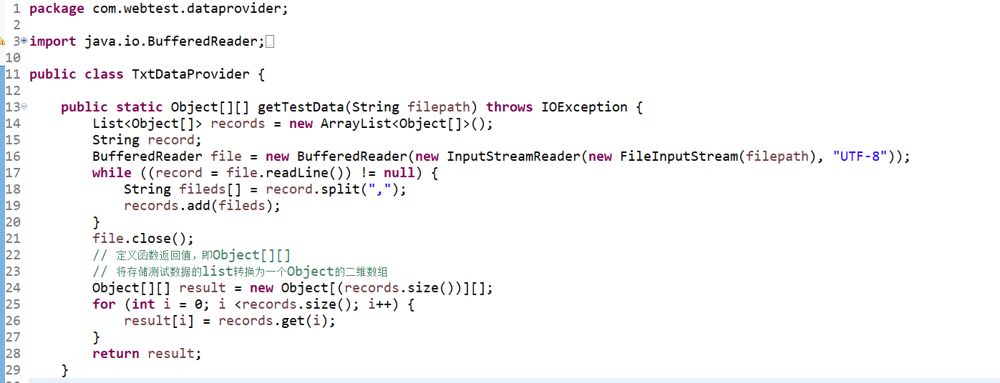 1 package com.webtest.dataprovider;
2
3 import java.io.BufferedReader;
10
11 public class TxtDataProvider {
12
13 public static Object[][] getTestData(String filepath) throws IOException {
14 List<Object[]> records = new ArrayList<Object[]>();
15 String record;
16 BufferedReader file = new BufferedReader(new InputStreamReader(new FileInputStream(filepath), "UTF-8"));
17 while ((record = file.readLine()) != null) {
18 String fileds[] = record.split(",");
19 records.add(fileds);
20 }
21 file.close();
22 // 定义函数返回值，即Object[][]
23 // 将存储测试数据的list转换为一个Object的二维数组
24 Object[][] result = new Object[(records.size())][];
25 for (int i = 0; i <records.size(); i++) {
26 result[i] = records.get(i);
27 }
28 return result;
29 }